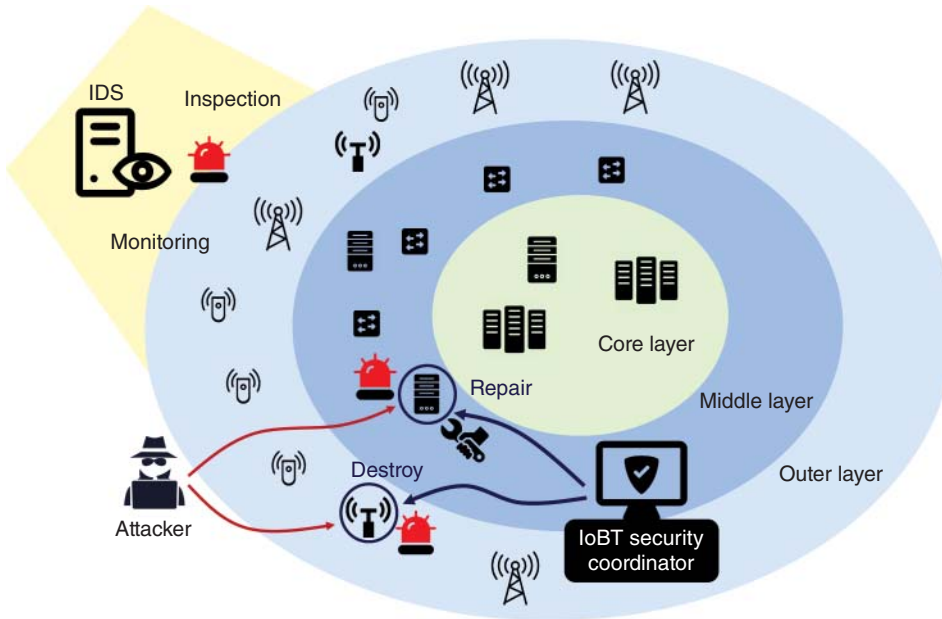 IDS
Inspection
Monitoring
Core layer
Repair
Middle layer
Destroy
Outer layer
Attacker
IoBT security
coordinator